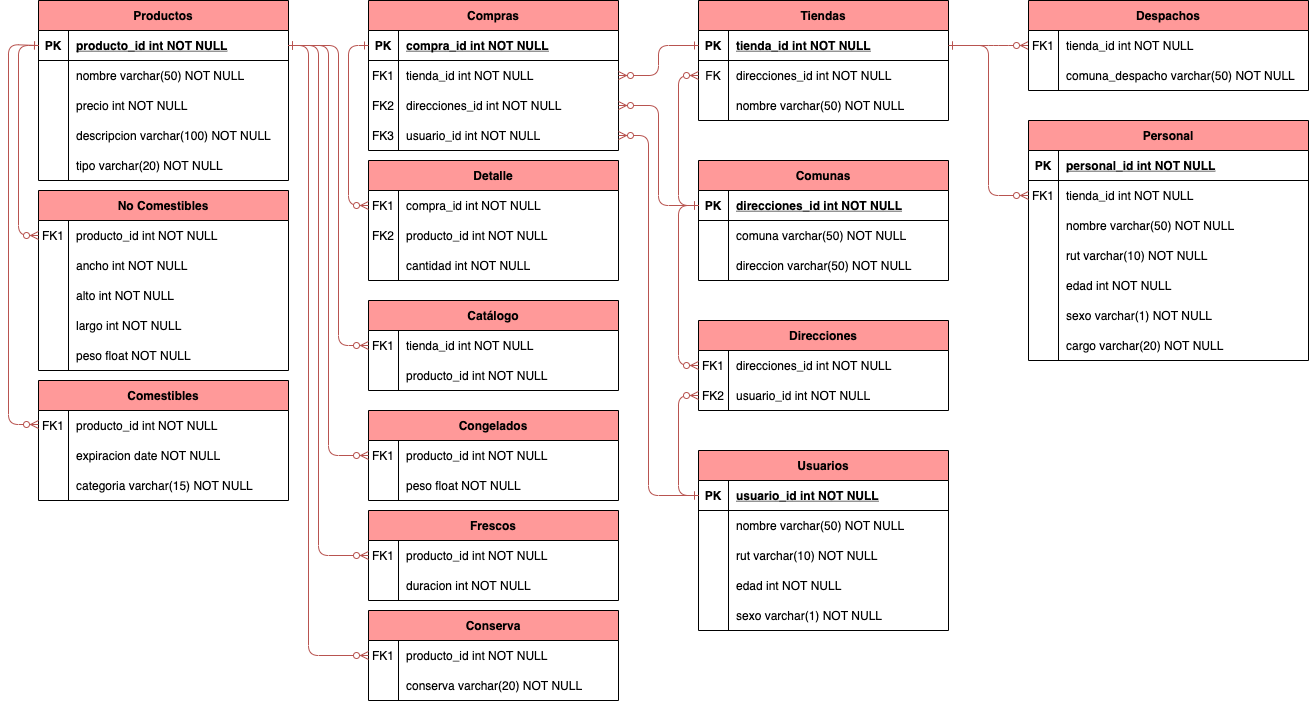 Productos
PK producto_id int NOT NULL
nombre varchar(50) NOT NULL
precio int NOT NULL
descripcion varchar(100) NOT NULL
tipo varchar(20) NOT NULL
No Comestibles
FK1 producto_id int NOT NULL
ancho int NOT NULL
alto int NOT NULL
largo int NOT NULL
peso float NOT NULL
Comestibles
FK1 producto_id int NOT NULL
expiracion date NOT NULL
categoria varchar(15) NOT NULL
Compras
PK compra_id int NOT NULL
FK1 tienda_id int NOT NULL
FK2 direcciones_id int NOT NULL
FK3 usuario_id int NOT NULL
Detalle
FK1 compra_id int NOT NULL
FK2 producto_id int NOT NULL
cantidad int NOT NULL
Catálogo
FK1 tienda_id int NOT NULL
producto_id int NOT NULL
Congelados
FK1 producto_id int NOT NULL
peso float NOT NULL
Frescos
FK1 producto_id int NOT NULL
duracion int NOT NULL
Conserva
FK1 producto_id int NOT NULL
conserva varchar(20) NOT NULL
Tiendas
PK tienda_id int NOT NULL
FK direcciones_id int NOT NULL
nombre varchar(50) NOT NULL
Comunas
PK direcciones_id int NOT NULL
comuna varchar(50) NOT NULL
direccion varchar(50) NOT NULL
Direcciones
FK1 direcciones_id int NOT NULL
FK2 usuario_id int NOT NULL
Usuarios
PK usuario_id int NOT NULL
nombre varchar(50) NOT NULL
rut varchar(10) NOT NULL
edad int NOT NULL
sexo varchar(1) NOT NULL
Despachos
FK1 tienda_id int NOT NULL
comuna_despacho varchar(50) NOT NULL
Personal
PK personal_id int NOT NULL
FK1 tienda_id int NOT NULL
nombre varchar(50) NOT NULL
rut varchar(10) NOT NULL
edad int NOT NULL
sexo varchar(1) NOT NULL
cargo varchar(20) NOT NULL